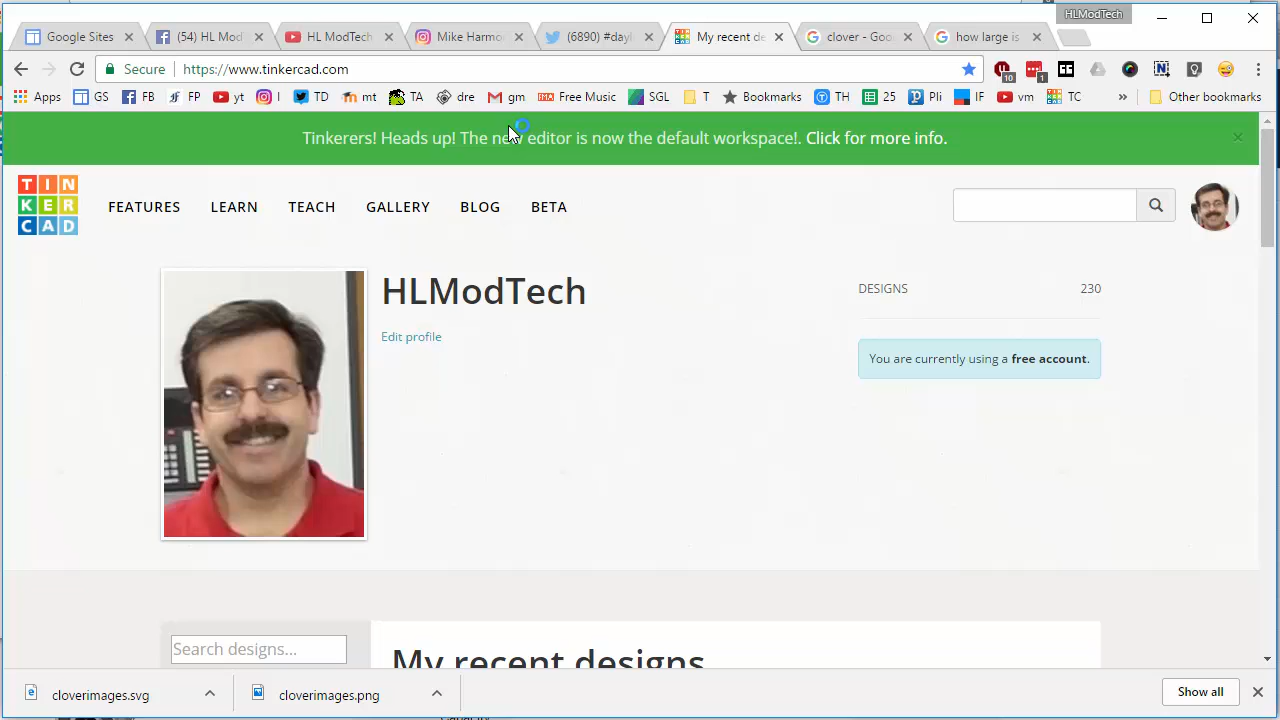 HLModTech
Google Sites
(54) HL Mod
HL ModTech
Mike Harmo
(6890) #dayl
My recent de
clover - Goo
how large is
Secure
https://www.tinkercad.com
10
1
Apps
GS
FB
FP
yt
I
TD
mt
TA
dre
gm
Free Music
SGL
T
Bookmarks
TH
25
Pli
IF
vm
TC
»
Other bookmarks
Tinkerers! Heads up! The new editor is now the default workspace!. Click for more info.
TIN
KER
CAD
FEATURES
LEARN
TEACH
GALLERY
BLOG
BETA
HLModTech
Edit profile
DESIGNS
230
You are currently using a free account.
Search designs...
My recent designs
cloverimages.svg
cloverimages.png
Show all